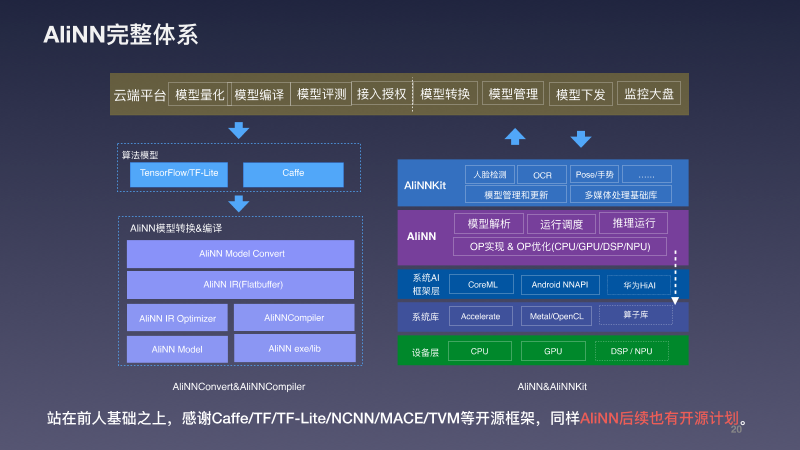 AliNN完整体系
云端平台 模型量化 模型编译 模型评测 接入授权 模型转换 模型管理 模型下发 监控大盘
算法模型
TensorFlow/TF-Lite Caffe
AliNN模型转换&编译
AliNN Model Convert
AliNN IR(Flatbuffer)
AliNN IR Optimizer AliNNCompiler
AliNN Model AliNN exe/lib
AliNNConvert&AliNNCompiler
AliNNKit
人脸检测 OCR Pose/手势 ……
模型管理和更新 多媒体处理基础库
AliNN
模型解析 运行调度 推理运行
OP实现 & OP优化(CPU/GPU/DSP/NPU)
系统AI
框架层
CoreML Android NNAPI 华为HiAI
系统库 Accelerate Metal/OpenCL 算子库
设备层 CPU GPU DSP / NPU
AliNN&AliNNKit
站在前人基础之上，感谢Caffe/TF/TF-Lite/NCNN/MACE/TVM等开源框架，同样AliNN后续也有开源计划。
20